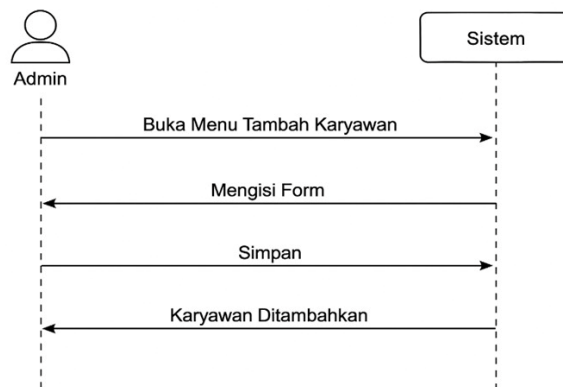 Admin
Sistem
Buka Menu Tambah Karyawan
Mengisi Form
Simpan
Karyawan Ditambahkan